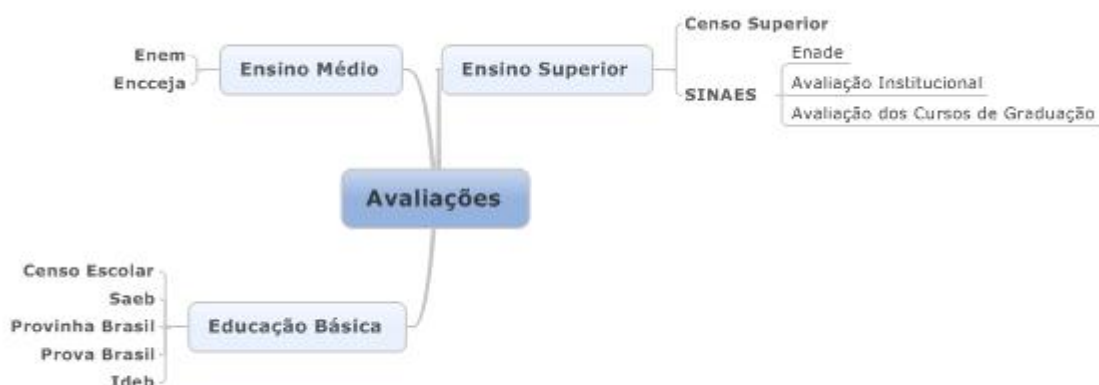 Enem
Encceja
Ensino Médio
Ensino Superior
Censo Superior
SINAES
Enade
Avaliação Institucional
Avaliação dos Cursos de Graduação
Avaliações
Censo Escolar
Saeb
Provinha Brasil
Prova Brasil
Ideb
Educação Básica